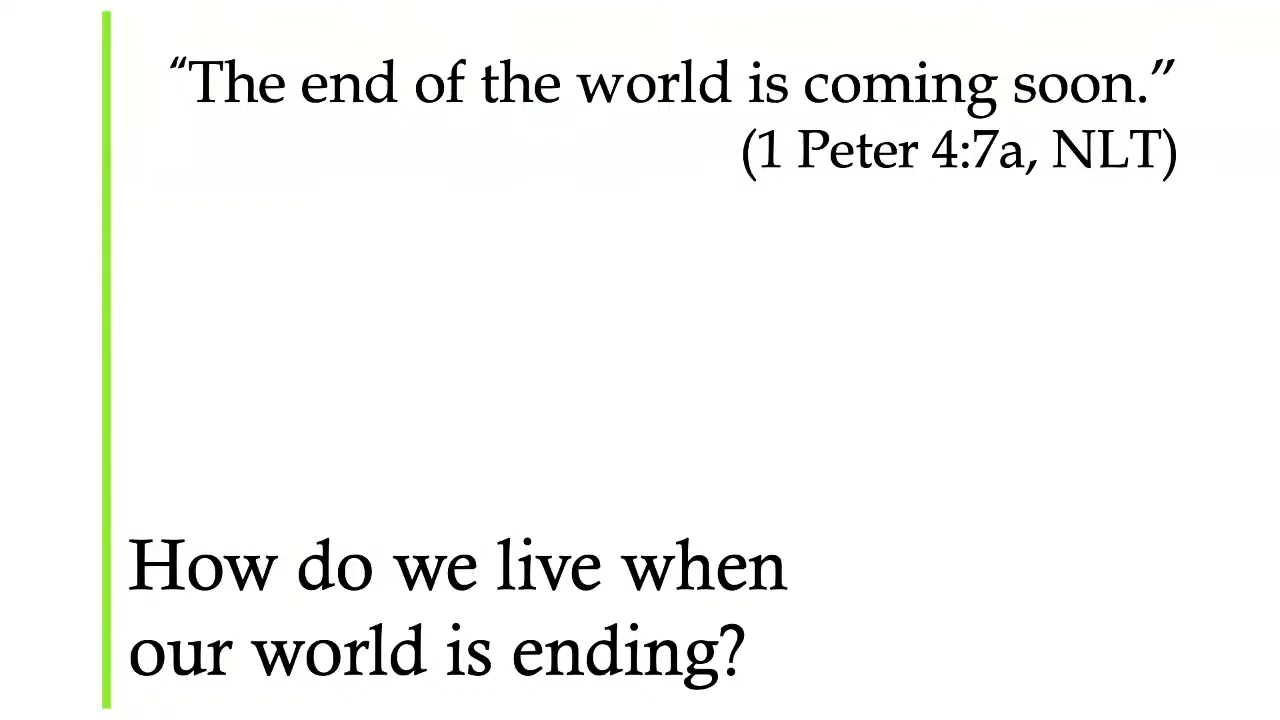 “The end of the world is coming soon.”
(1 Peter 4:7a, NLT)
How do we live when
our world is ending?